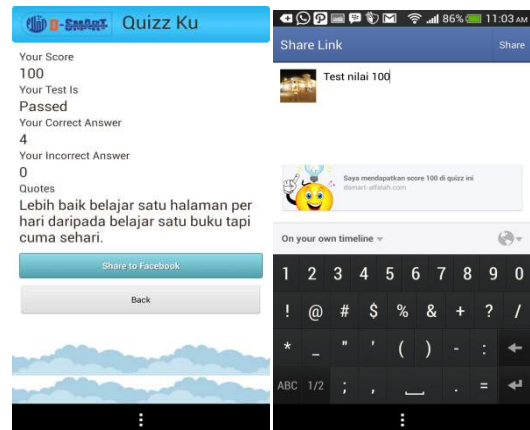 D-SMART Quizz Ku
Your Score
100
Your Test Is
Passed
Your Correct Answer
4
Your Incorrect Answer
0
Quotes
Lebih baik belajar satu halaman per
hari daripada belajar satu buku tapi
cuma sehari.
Share to Facebook
Back
86% 11:03 AM
Share Link Share
Test nilai 100
Saya mendapatkan score 100 di quizz ini
dsmart-alfalah.com
On your own timeline
1 2 3 4 5 6 7 8 9 0
! @ # $ % & + ? /
* _ " ' ( ) - :
ABC 1/2 ; , . =